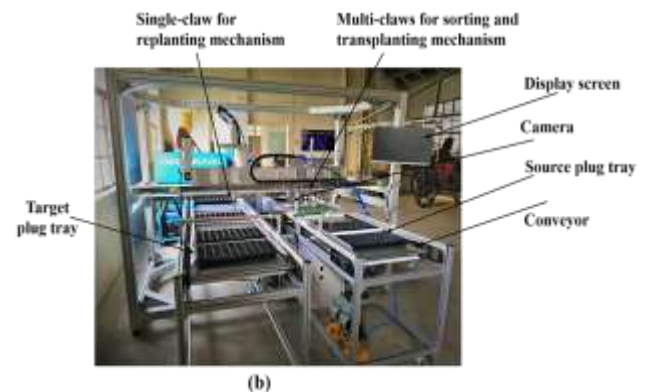 Single-claw for
replanting mechanism
Multi-claws for sorting and
transplanting mechanism
Display screen
Camera
Source plug tray
Conveyor
Target
plug tray
(b)